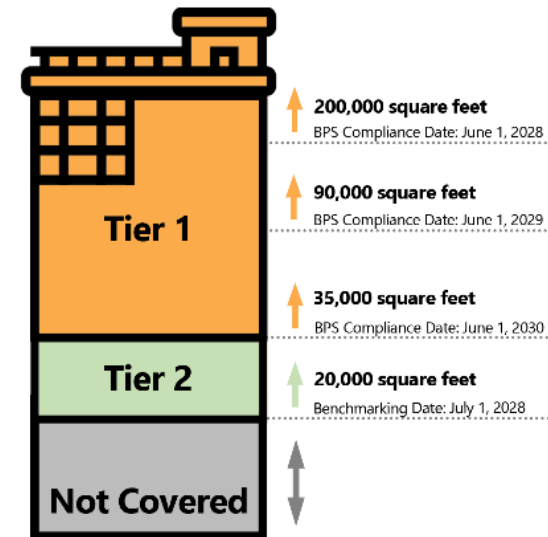 200,000 square feet
BPS Compliance Date: June 1, 2028
90,000 square feet
BPS Compliance Date: June 1, 2029
Tier 1
35,000 square feet
BPS Compliance Date: June 1, 2030
Tier 2
20,000 square feet
Benchmarking Date: July 1, 2028
Not Covered